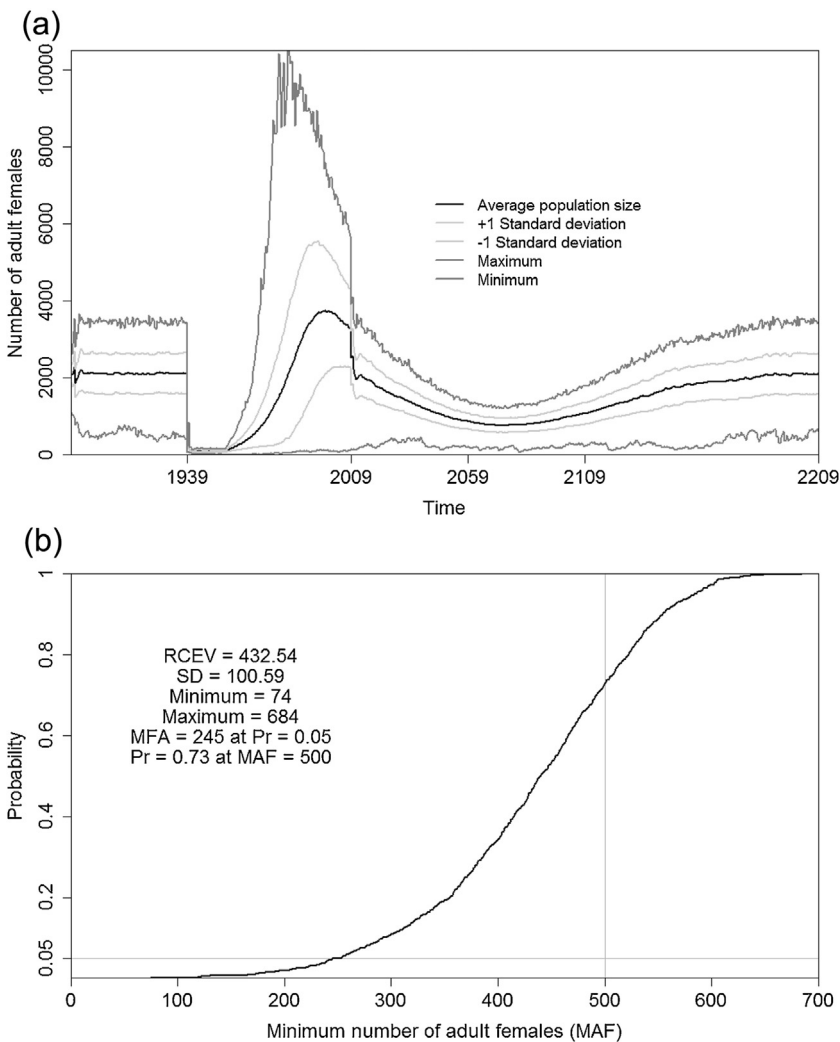 (a)
10000
8000
6000
4000
2000
0
Number of adult females
Average population size
+1 Standard deviation
-1 Standard deviation
Maximum
Minimum
1939
2009
2059
2109
2209
Time
(b)
1
0.8
0.6
0.4
0.2
0.05
Probability
RCEV = 432.54
SD = 100.59
Minimum = 74
Maximum = 684
MFA = 245 at Pr = 0.05
Pr = 0.73 at MAF = 500
0
100
200
300
400
500
600
700
Minimum number of adult females (MAF)